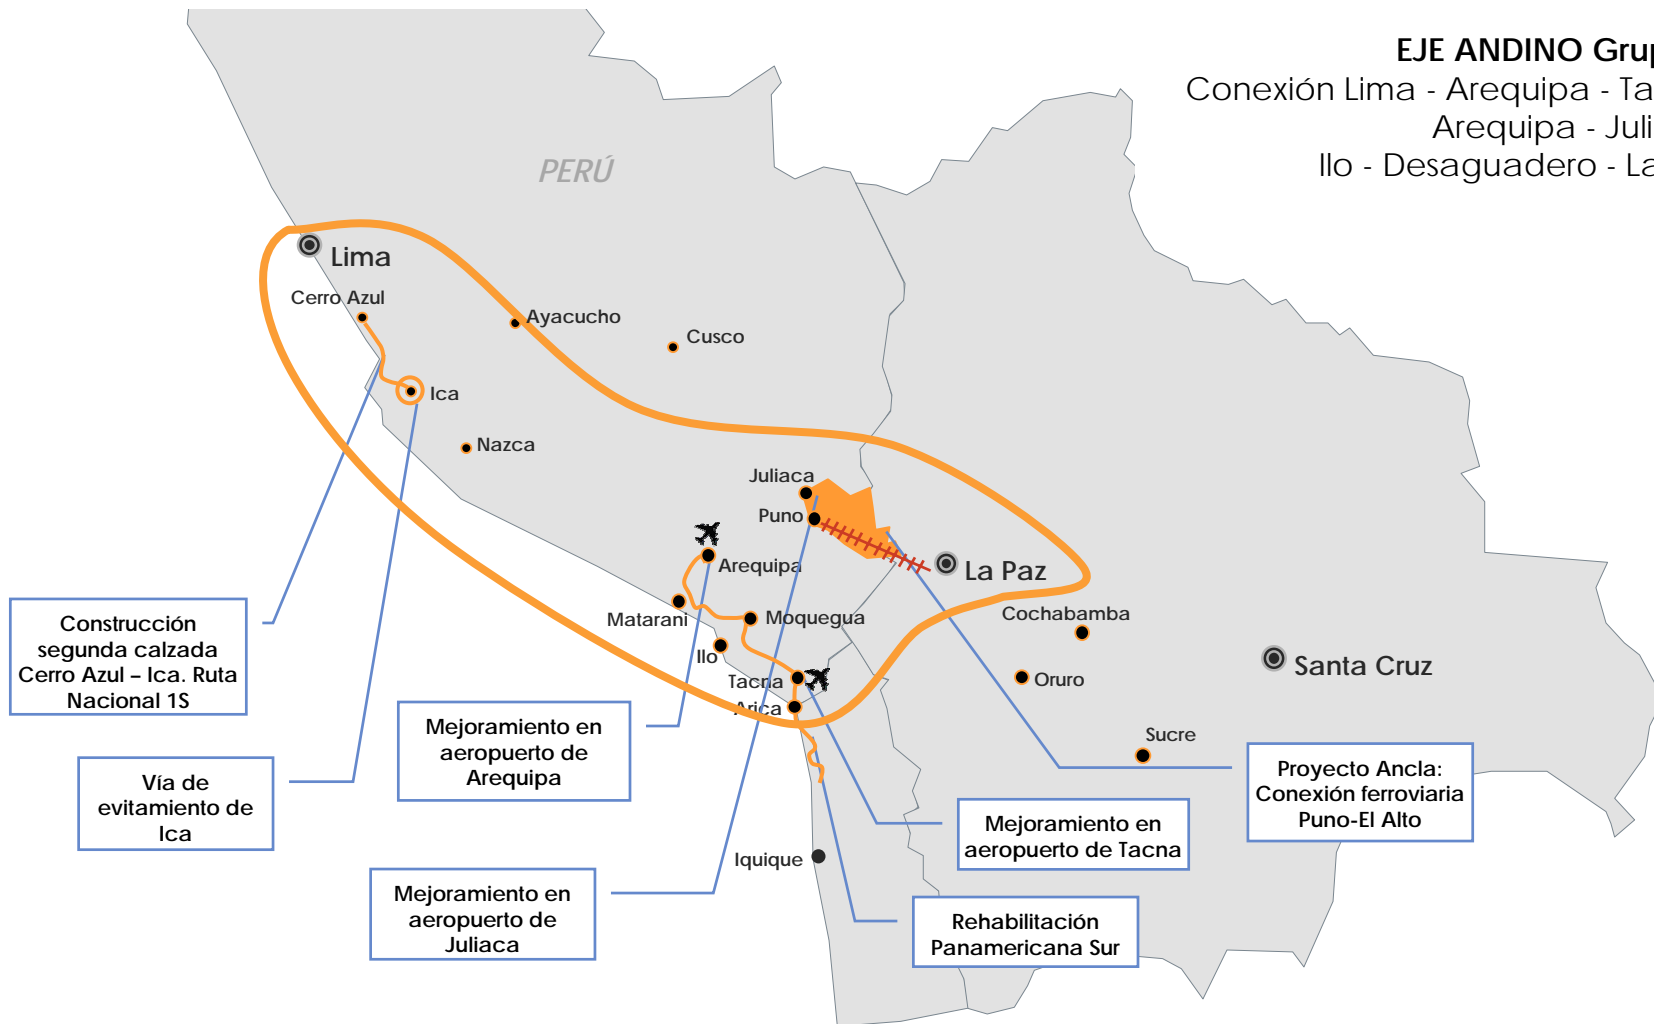 EJE ANDINO Grup
Conexión Lima - Arequipa - Ta
Arequipa - Juli
Ilo - Desaguadero - La
PERÚ
Lima
Cerro Azul
Ayacucho
Cusco
Ica
Nazca
Juliaca
Puno
Arequipa
La Paz
Matarani
Moquegua
Cochabamba
Ilo
Santa Cruz
Tacna
Oruro
Arica
Sucre
Iquique
Construcción
segunda calzada
Cerro Azul – Ica. Ruta
Nacional 1S
Vía de
evitamiento de
Ica
Mejoramiento en
aeropuerto de
Arequipa
Mejoramiento en
aeropuerto de
Juliaca
Mejoramiento en
aeropuerto de Tacna
Rehabilitación
Panamericana Sur
Proyecto Ancla:
Conexión ferroviaria
Puno-El Alto